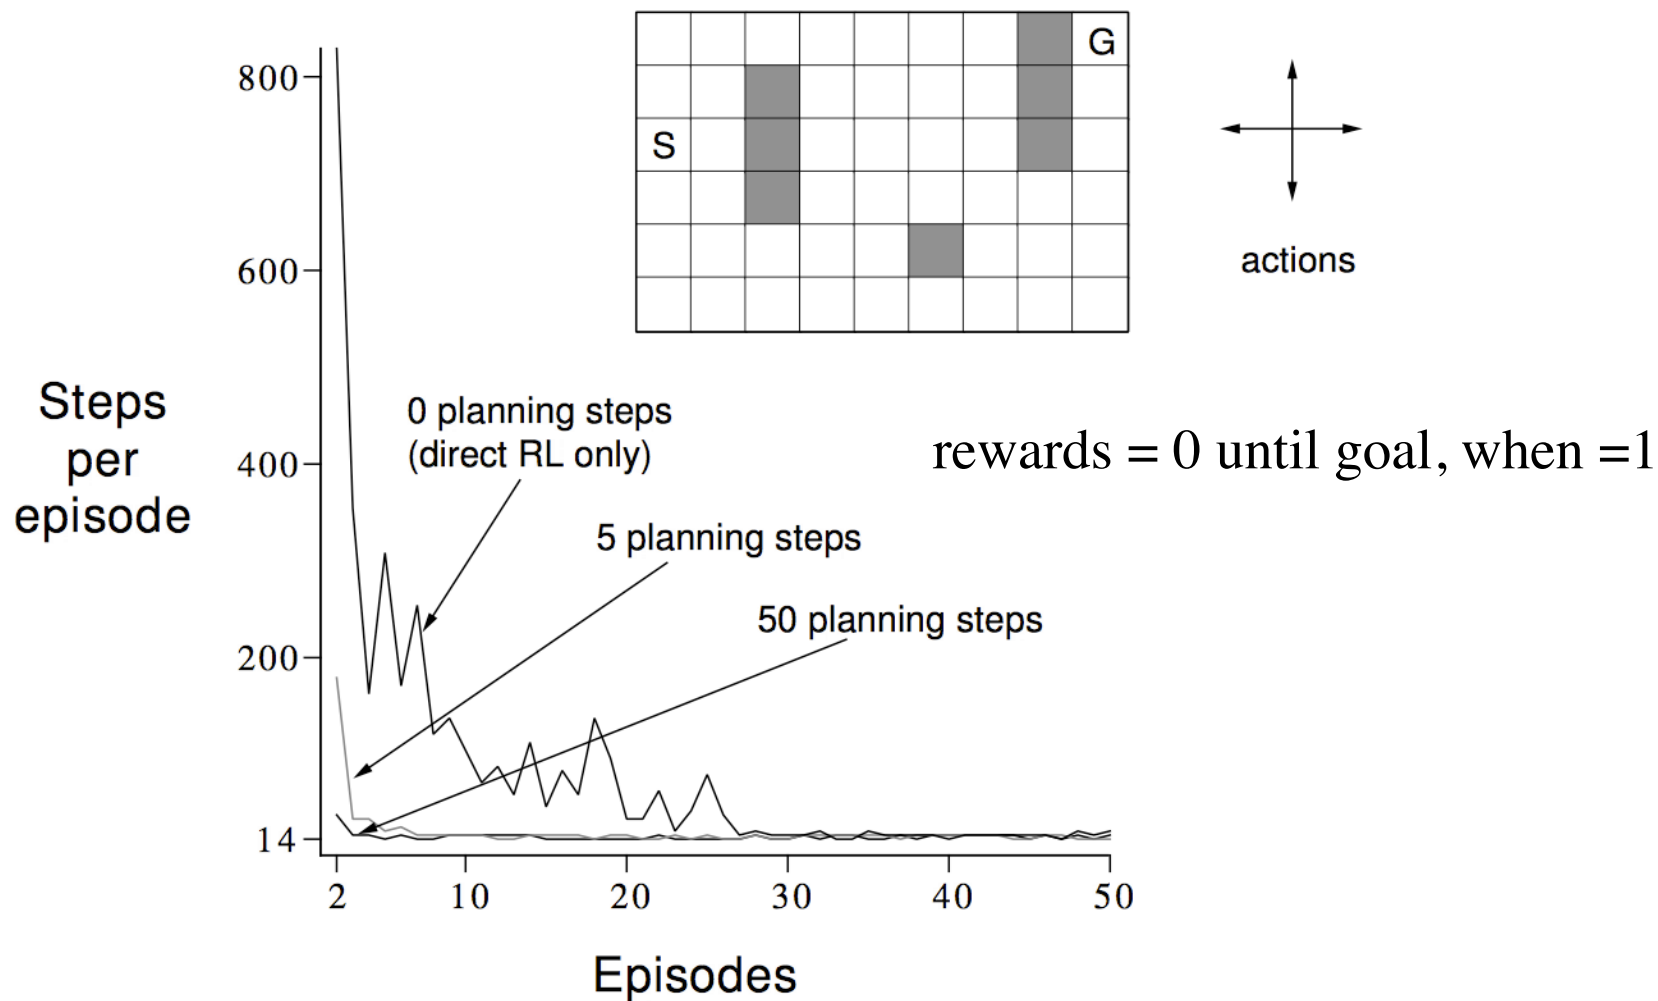 G
S
actions
800
600
400
200
14
Steps
per
episode
0 planning steps
(direct RL only)
rewards = 0 until goal, when =1
5 planning steps
50 planning steps
2 10 20 30 40 50
Episodes